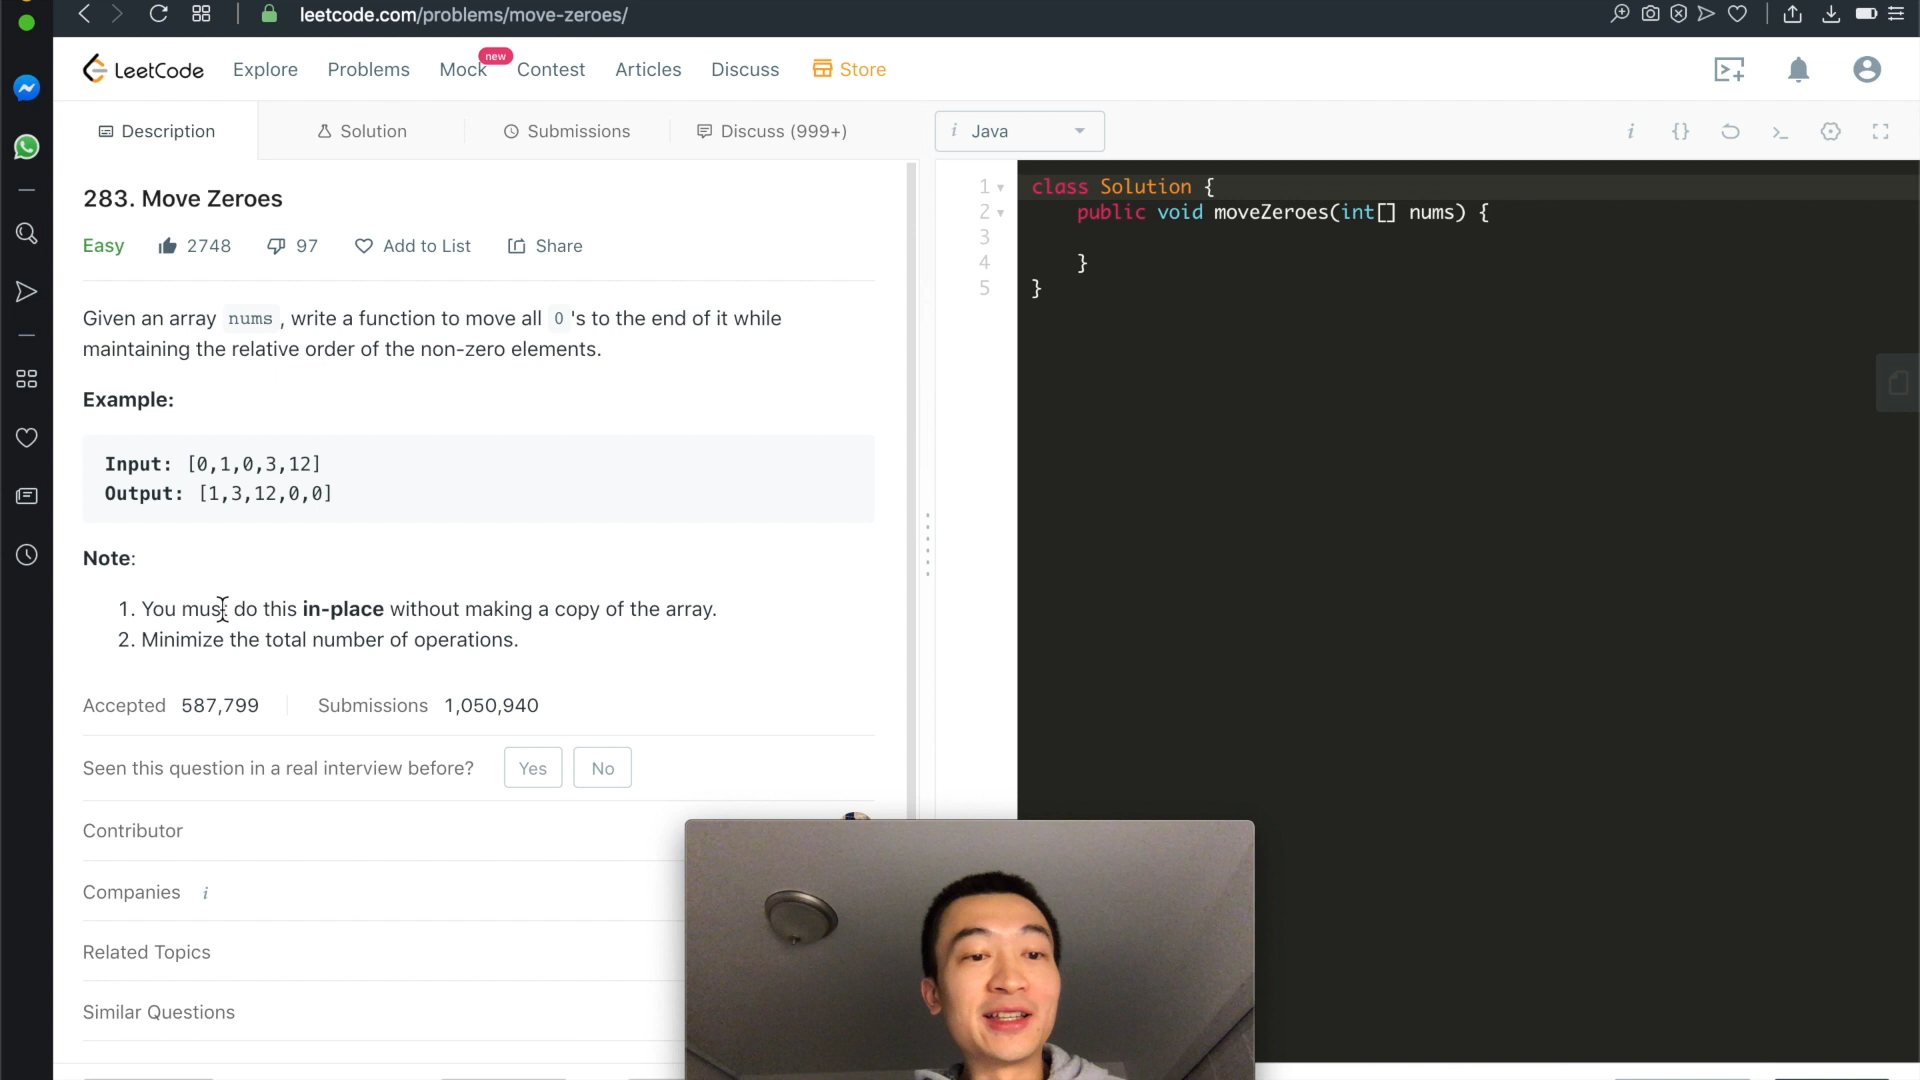 leetcode.com/problems/move-zeroes/
LeetCode Explore Problems Mock new Contest Articles Discuss Store
Description Solution Submissions Discuss (999+) i Java
283. Move Zeroes
Easy 2748 97 Add to List Share
Given an array nums , write a function to move all 0 's to the end of it while
maintaining the relative order of the non-zero elements.
Example:
Input: [0,1,0,3,12]
Output: [1,3,12,0,0]
Note:
1. You must do this in-place without making a copy of the array.
2. Minimize the total number of operations.
Accepted 587,799 Submissions 1,050,940
Seen this question in a real interview before? Yes No
Contributor
Companies i
Related Topics
Similar Questions
1 class Solution {
2 public void moveZeroes(int[] nums) {
3
4 }
5 }